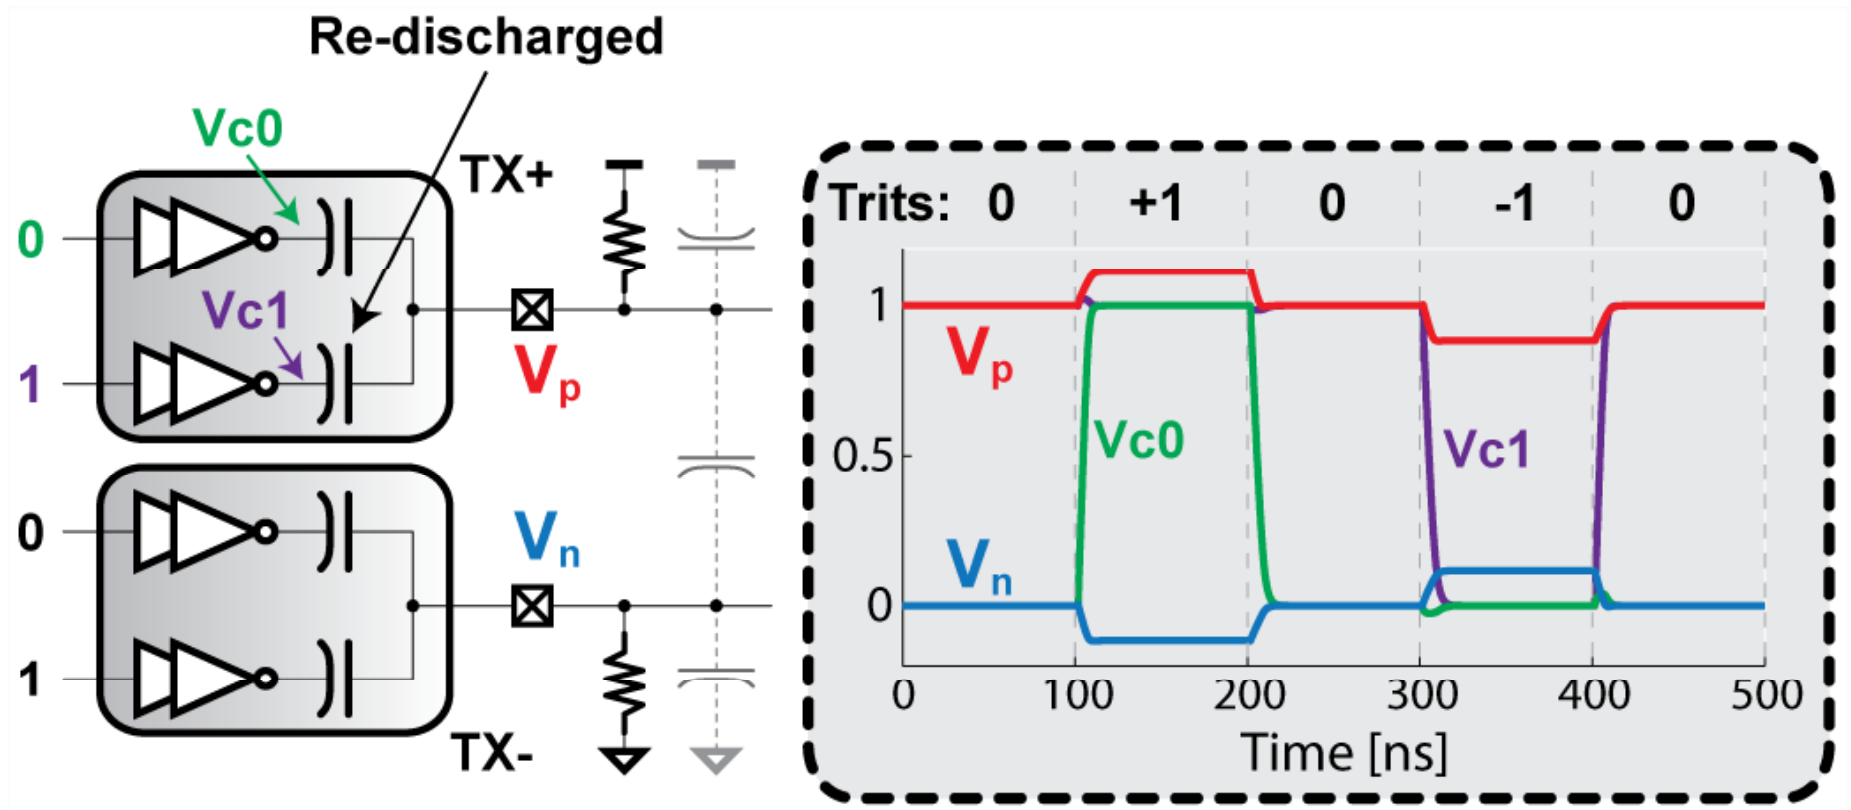 Re-discharged
Vc0
TX+
0
Vc1
1
Vp
0
Vn
1
TX-
Trits: 0 +1 0 -1 0
1
Vp
Vc0
Vc1
0.5
Vn
0
0 100 200 300 400 500
Time [ns]